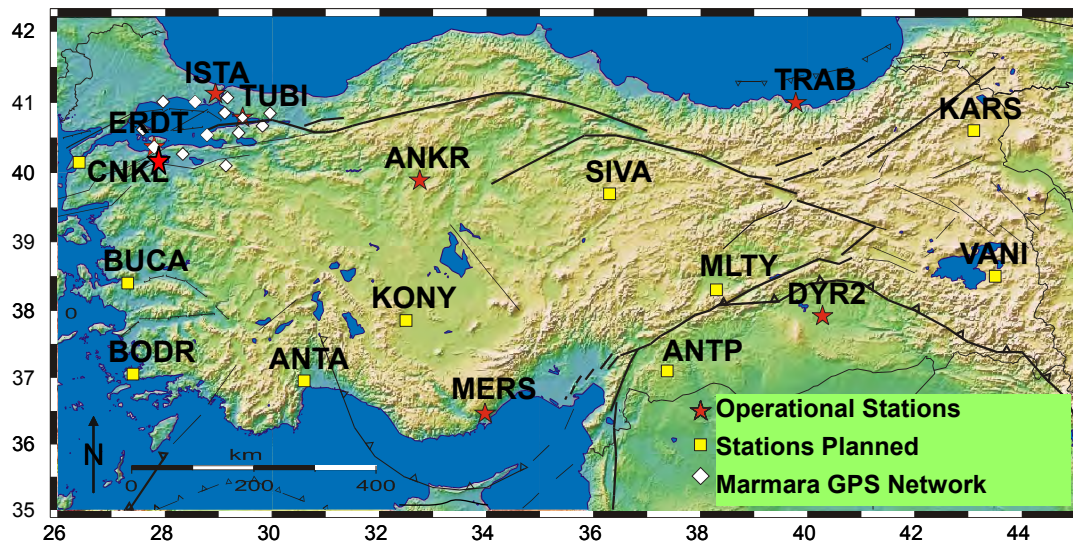 42
41
40
39
38
37
36
35
26
28
30
32
34
36
38
40
42
44
ISTA
TUBI
ERDT
CNKL
TRAB
KARS
ANKR
SIVA
BUCA
VANI
MLTY
KONY
DYR2
BODR
ANTA
ANTP
MERS
0
N
km
0
200
400
Operational Stations
Stations Planned
Marmara GPS Network